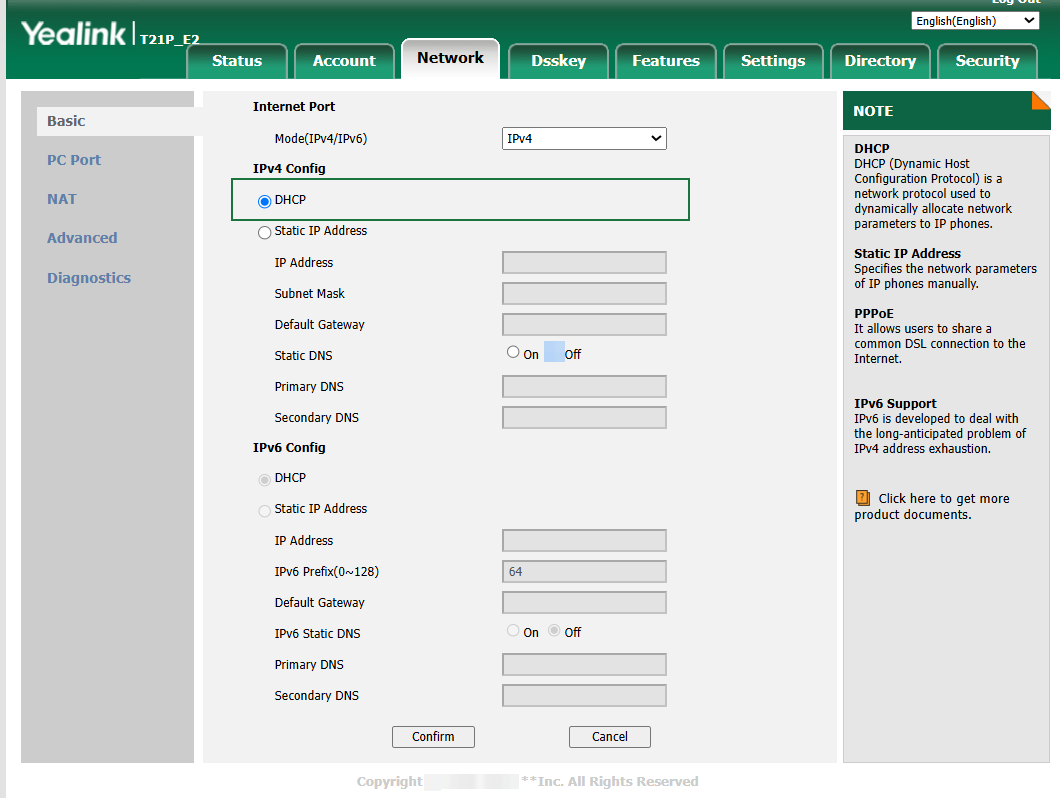 Log Out
Yealink T21P_E2
English(English)
Status
Account
Network
Dsskey
Features
Settings
Directory
Security
Basic
PC Port
NAT
Advanced
Diagnostics
Internet Port
Mode(IPv4/IPv6) IPv4
IPv4 Config
DHCP
Static IP Address
IP Address
Subnet Mask
Default Gateway
Static DNS On Off
Primary DNS
Secondary DNS
IPv6 Config
DHCP
Static IP Address
IP Address
IPv6 Prefix(0~128) 64
Default Gateway
IPv6 Static DNS On Off
Primary DNS
Secondary DNS
Confirm Cancel
NOTE
DHCP
DHCP (Dynamic Host
Configuration Protocol) is a
network protocol used to
dynamically allocate network
parameters to IP phones.
Static IP Address
Specifies the network parameters
of IP phones manually.
PPPoE
It allows users to share a
common DSL connection to the
Internet.
IPv6 Support
IPv6 is developed to deal with
the long-anticipated problem of
IPv4 address exhaustion.
? Click here to get more
product documents.
Copyright **Inc. All Rights Reserved